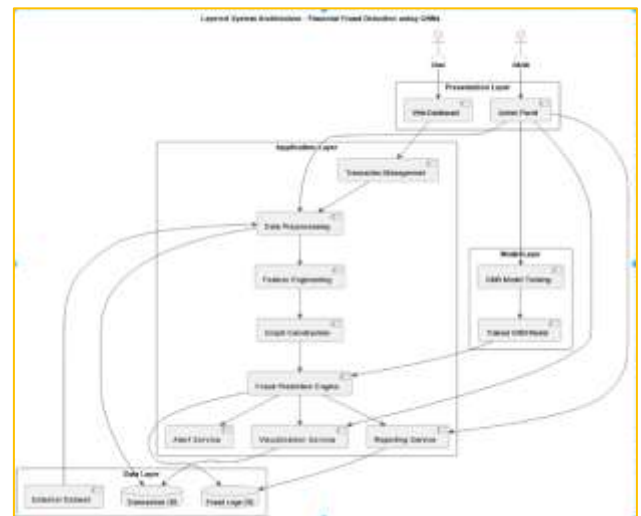 Layered System Architecture - Financial Fraud Detection using GNNs
User
Admin
Presentation Layer
Web Dashboard
Admin Panel
Application Layer
Transaction Management
Data Preprocessing
Model Layer
Feature Engineering
GNN Model Training
Graph Construction
Trained GNN Model
Fraud Prediction Engine
Alert Service
Visualization Service
Reporting Service
Data Layer
External Dataset
Transaction DB
Fraud Logs DB